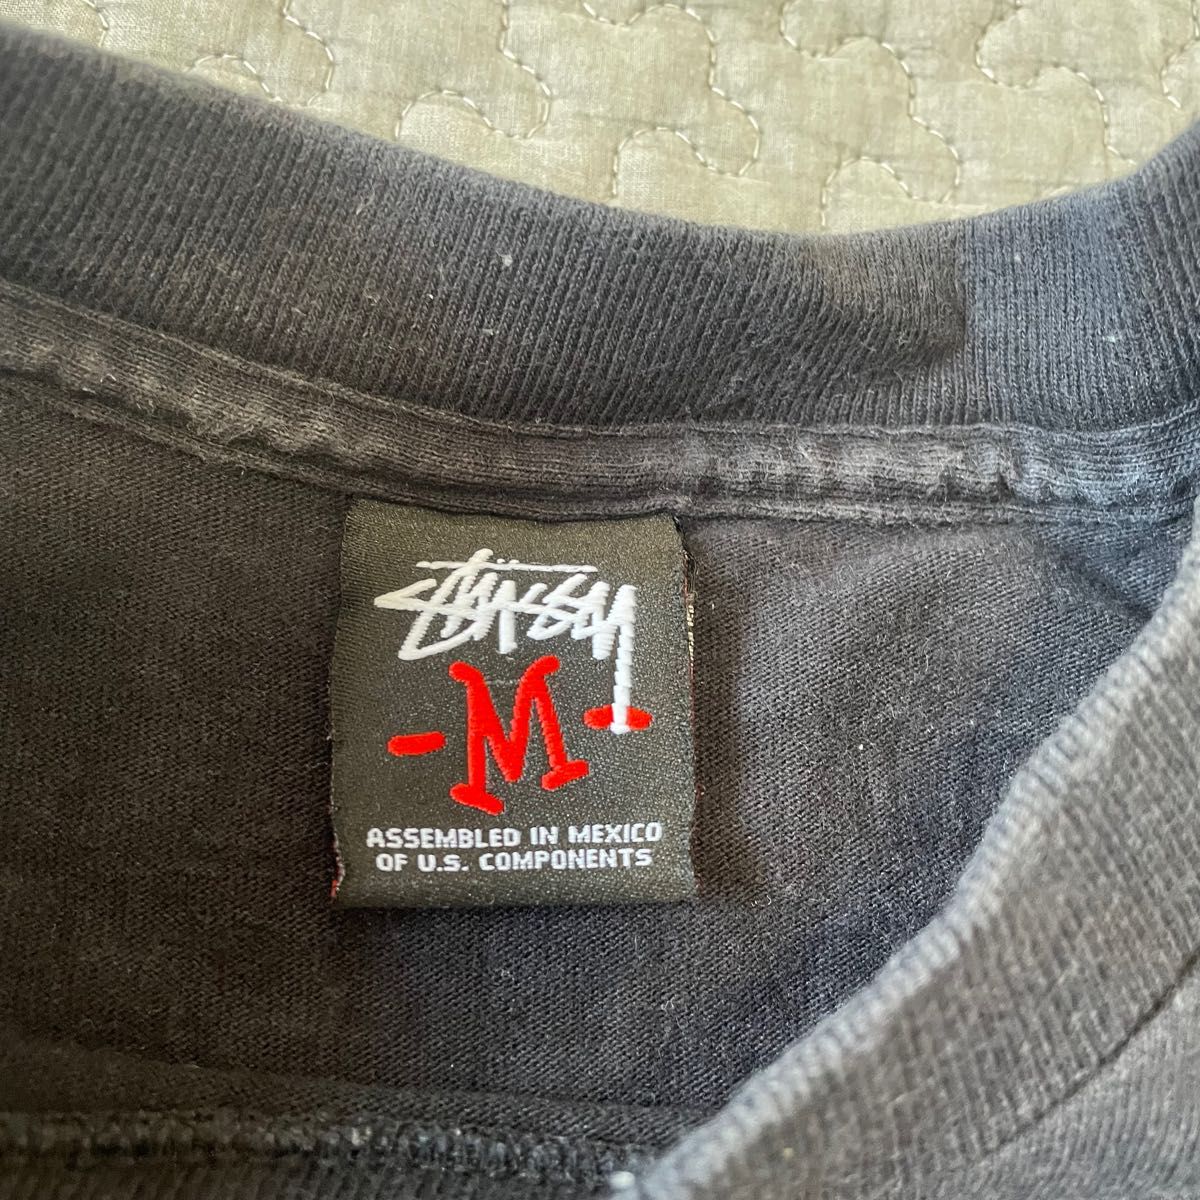 Stüssy
-M-
ASSEMBLED IN MEXICO
OF U.S. COMPONENTS